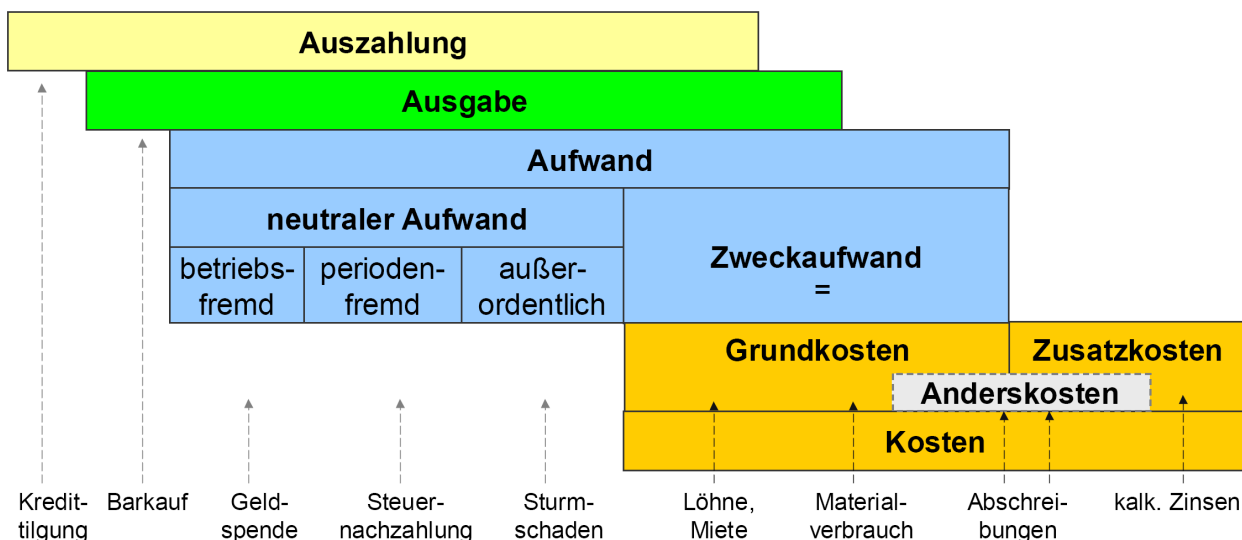 Auszahlung
Ausgabe
Aufwand
neutraler Aufwand
betriebs-
fremd
perioden-
fremd
außer-
ordentlich
Zweckaufwand
=
Grundkosten
Zusatzkosten
Anderskosten
Kosten
Kredit-
tilgung
Barkauf
Geld-
spende
Steuer-
nachzahlung
Sturm-
schaden
Löhne,
Miete
Material-
verbrauch
Abschrei-
bungen
kalk. Zinsen